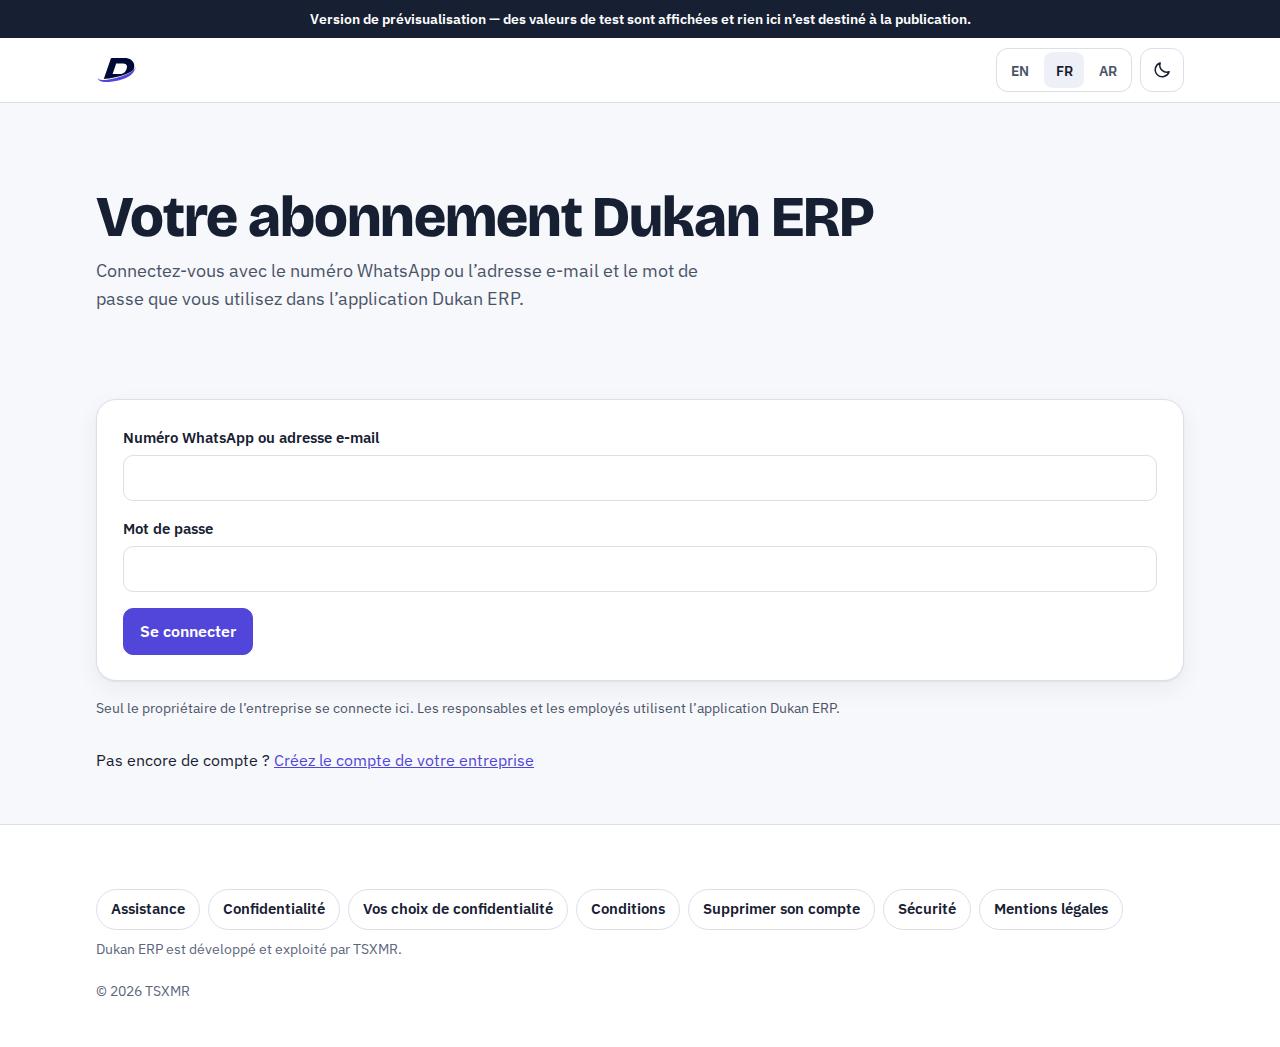 Version de prévisualisation — des valeurs de test sont affichées et rien ici n’est destiné à la publication.
D
EN FR AR
Votre abonnement Dukan ERP
Connectez-vous avec le numéro WhatsApp ou l’adresse e-mail et le mot de
passe que vous utilisez dans l’application Dukan ERP.
Numéro WhatsApp ou adresse e-mail
Mot de passe
Se connecter
Seul le propriétaire de l’entreprise se connecte ici. Les responsables et les employés utilisent l’application Dukan ERP.
Pas encore de compte ? Créez le compte de votre entreprise
Assistance Confidentialité Vos choix de confidentialité Conditions Supprimer son compte Sécurité Mentions légales
Dukan ERP est développé et exploité par TSXMR.
© 2026 TSXMR